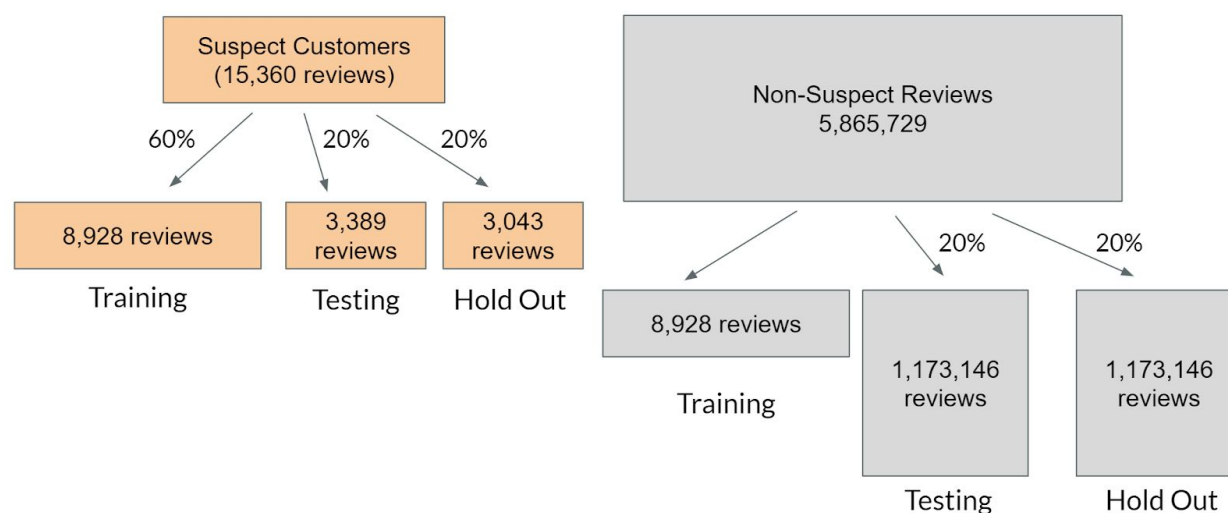 Suspect Customers
(15,360 reviews)
60%
20%
20%
8,928 reviews
3,389
reviews
3,043
reviews
Training
Testing
Hold Out
Non-Suspect Reviews
5,865,729
20%
20%
8,928 reviews
1,173,146
reviews
1,173,146
reviews
Training
Testing
Hold Out